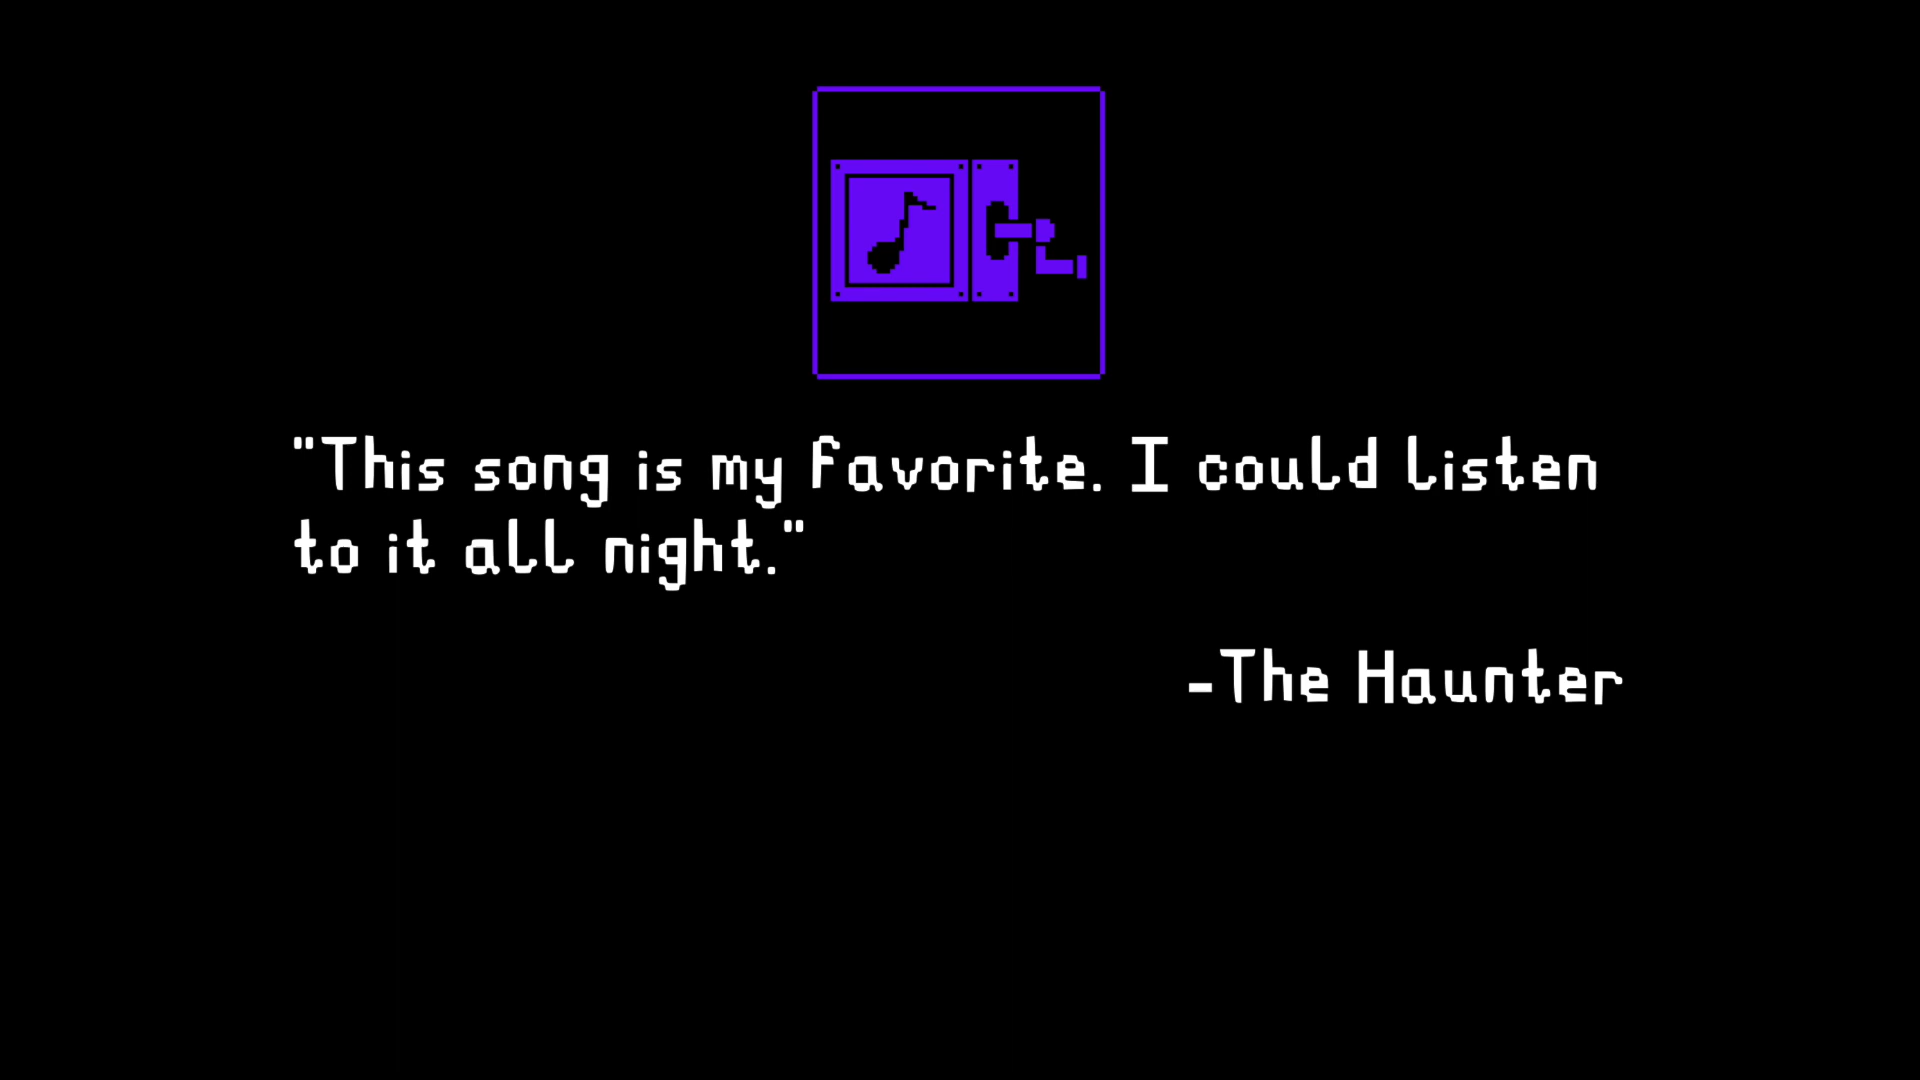 "This song is my favorite. I could listen
to it all night."
-The Haunter